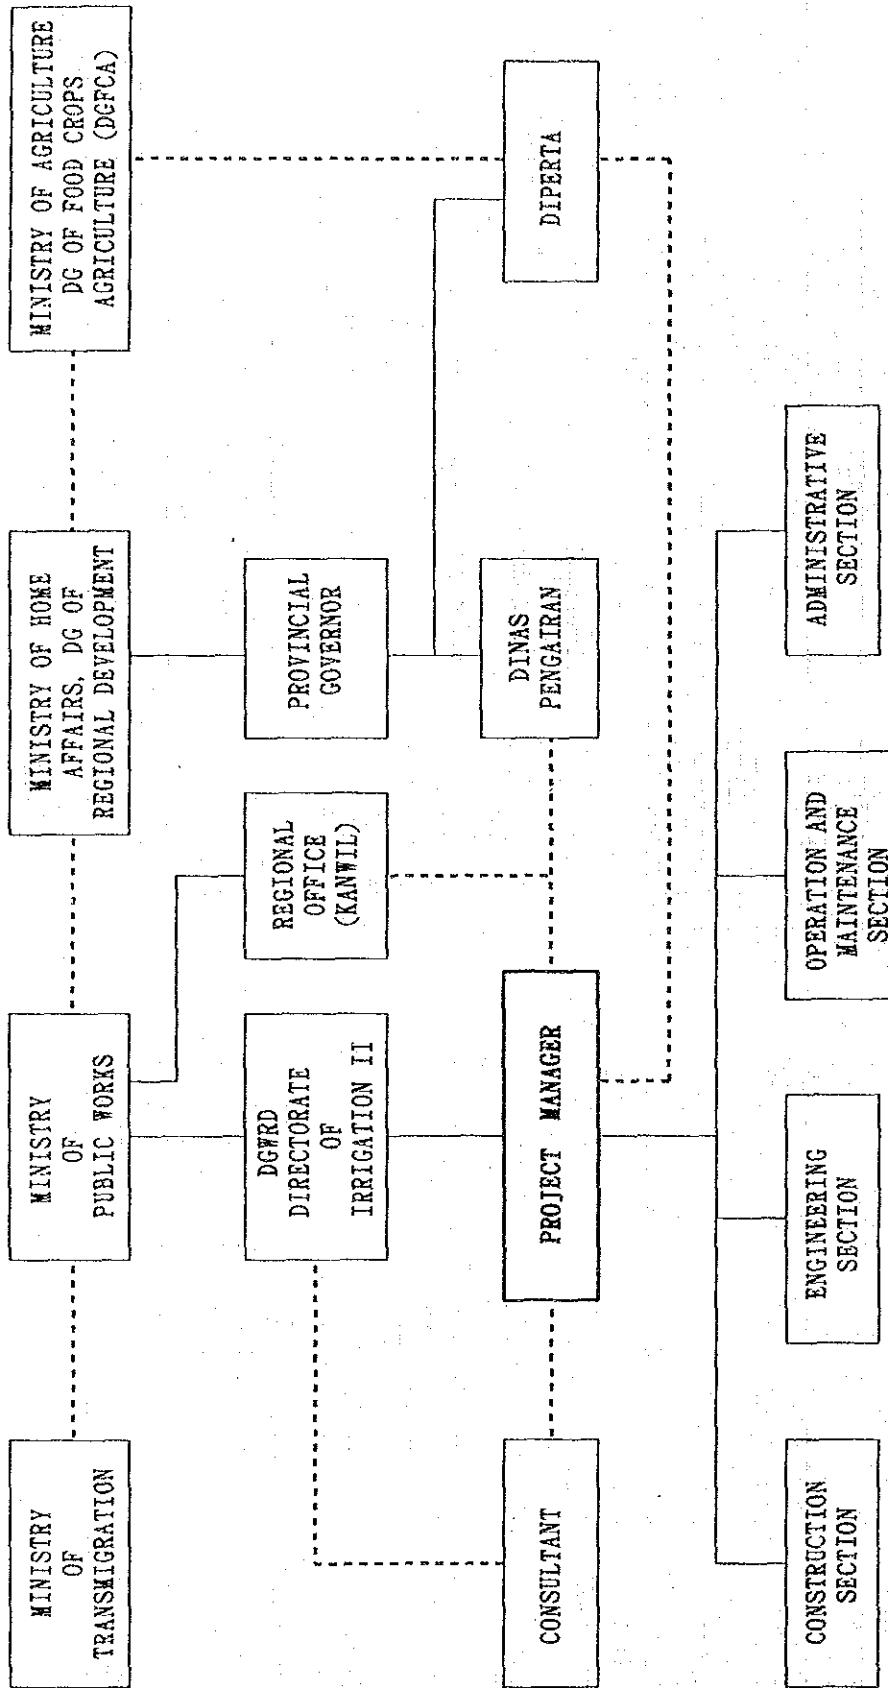 MINISTRY
OF
TRANSMIGRATION
MINISTRY
OF
PUBLIC WORKS
MINISTRY OF HOME
AFFAIRS, DG OF
REGIONAL DEVELOPMENT
MINISTRY OF AGRICULTURE
DG OF FOOD CROPS
AGRICULTURE (DGFCA)
DGWRD
DIRECTORATE
OF
IRRIGATION II
REGIONAL
OFFICE
(KANWIL)
PROVINCIAL
GOVERNOR
CONSULTANT
PROJECT MANAGER
DINAS
PENGAIRAN
DIPERTA
CONSTRUCTION
SECTION
ENGINEERING
SECTION
OPERATION AND
MAINTENANCE
SECTION
ADMINISTRATIVE
SECTION